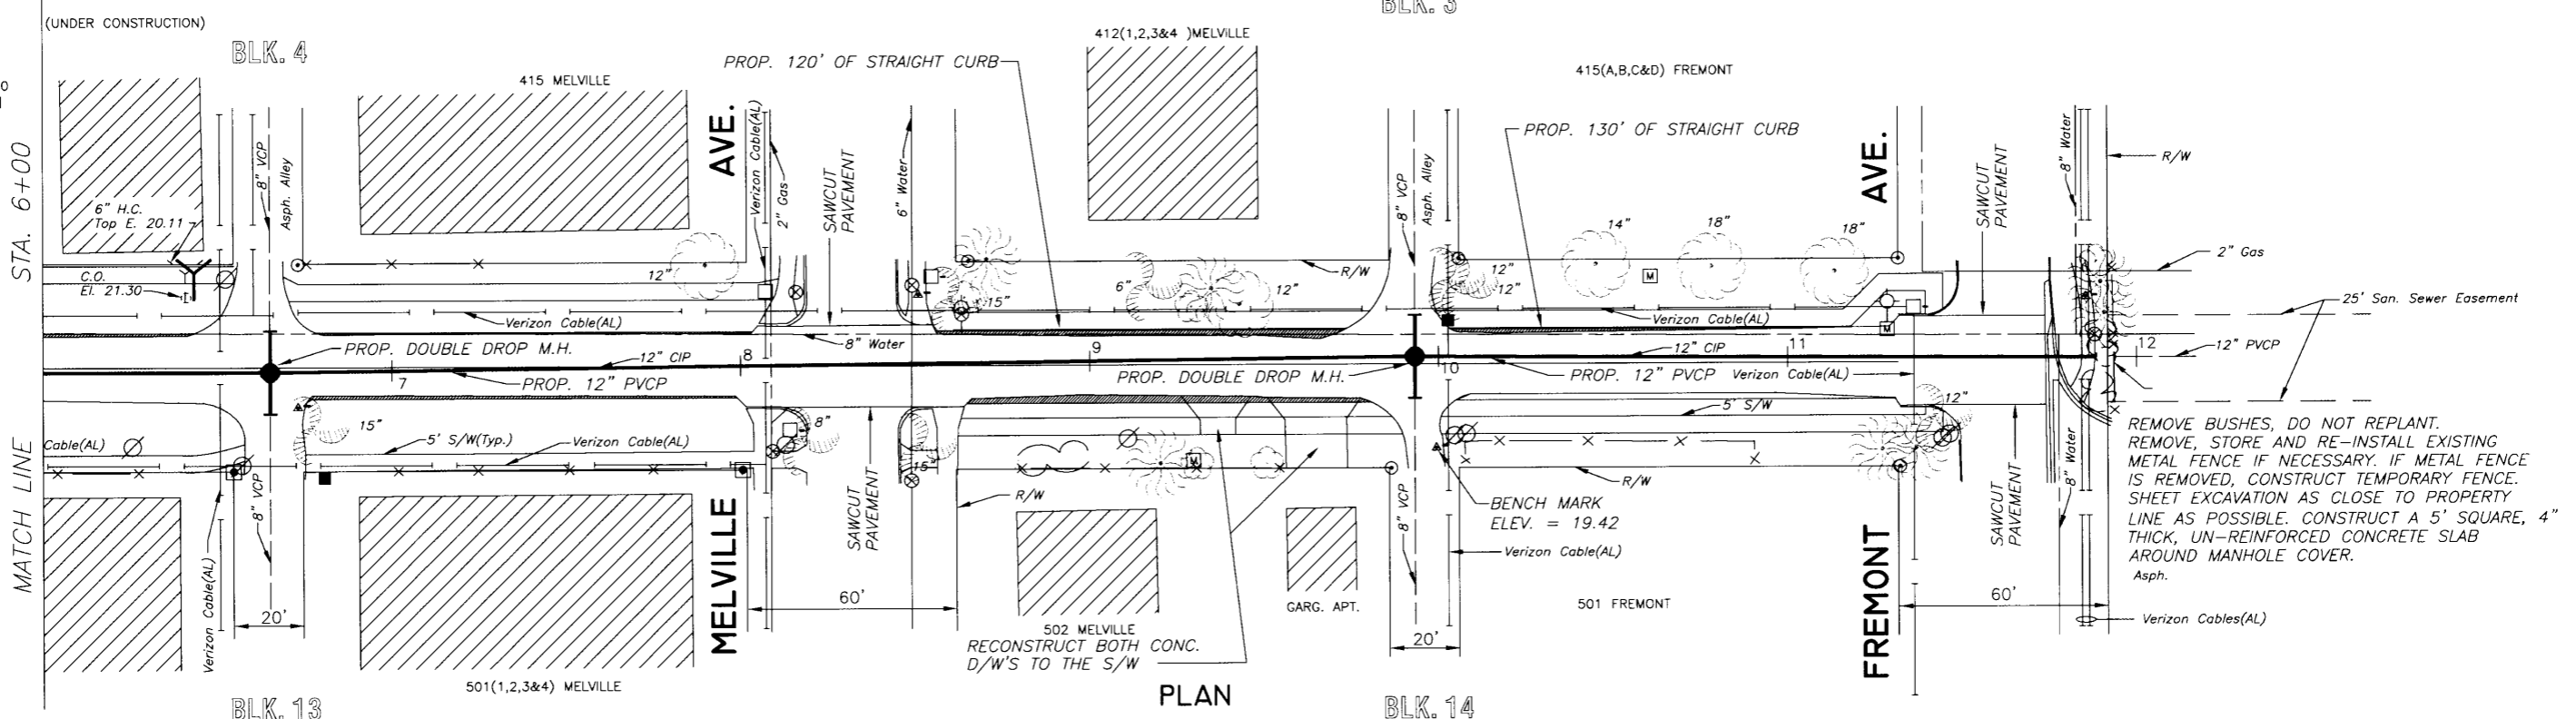 (UNDER CONSTRUCTION)
BLK. 4
BLK. 3
412(1,2,3&4 )MELVILLE
PROP. 120' OF STRAIGHT CURB
415 MELVILLE
415(A,B,C&D) FREMONT
PROP. 130' OF STRAIGHT CURB
STA. 6+00
MATCH LINE
8" VCP
Asph. Alley
AVE.
Verizon Cable(AL)
2" Gas
SAWCUT
PAVEMENT
6" Water
8" VCP
Asph. Alley
AVE.
SAWCUT
PAVEMENT
8" Water
R/W
6" H.C.
Top E. 20.11
C.O.
El. 21.30
12"
15"
6"
12"
R/W
12"
12"
14"
18"
18"
M
2" Gas
25' San. Sewer Easement
Verizon Cable(AL)
8" Water
Verizon Cable(AL)
M
PROP. DOUBLE DROP M.H.
12" CIP
8
9
12" CIP
11
12
12" PVCP
7
PROP. 12" PVCP
PROP. DOUBLE DROP M.H.
10
PROP. 12" PVCP
Verizon Cable(AL)
Cable(AL)
15"
5' S/W(Typ.)
Verizon Cable(AL)
8"
15"
M
5' S/W
12"
R/W
R/W
8" VCP
Verizon Cable(AL)
MELVILLE
SAWCUT
PAVEMENT
8" VCP
BENCH MARK
ELEV. = 19.42
Verizon Cable(AL)
FREMONT
SAWCUT
PAVEMENT
8" Water
REMOVE BUSHES, DO NOT REPLANT.
REMOVE, STORE AND RE-INSTALL EXISTING
METAL FENCE IF NECESSARY. IF METAL FENCE
IS REMOVED, CONSTRUCT TEMPORARY FENCE.
SHEET EXCAVATION AS CLOSE TO PROPERTY
LINE AS POSSIBLE. CONSTRUCT A 5' SQUARE, 4"
THICK, UN-REINFORCED CONCRETE SLAB
AROUND MANHOLE COVER.
Asph.
20'
60'
GARG. APT.
501 FREMONT
60'
Verizon Cables(AL)
502 MELVILLE
RECONSTRUCT BOTH CONC.
D/W'S TO THE S/W
20'
501(1,2,3&4) MELVILLE
PLAN
BLK. 13
BLK. 14